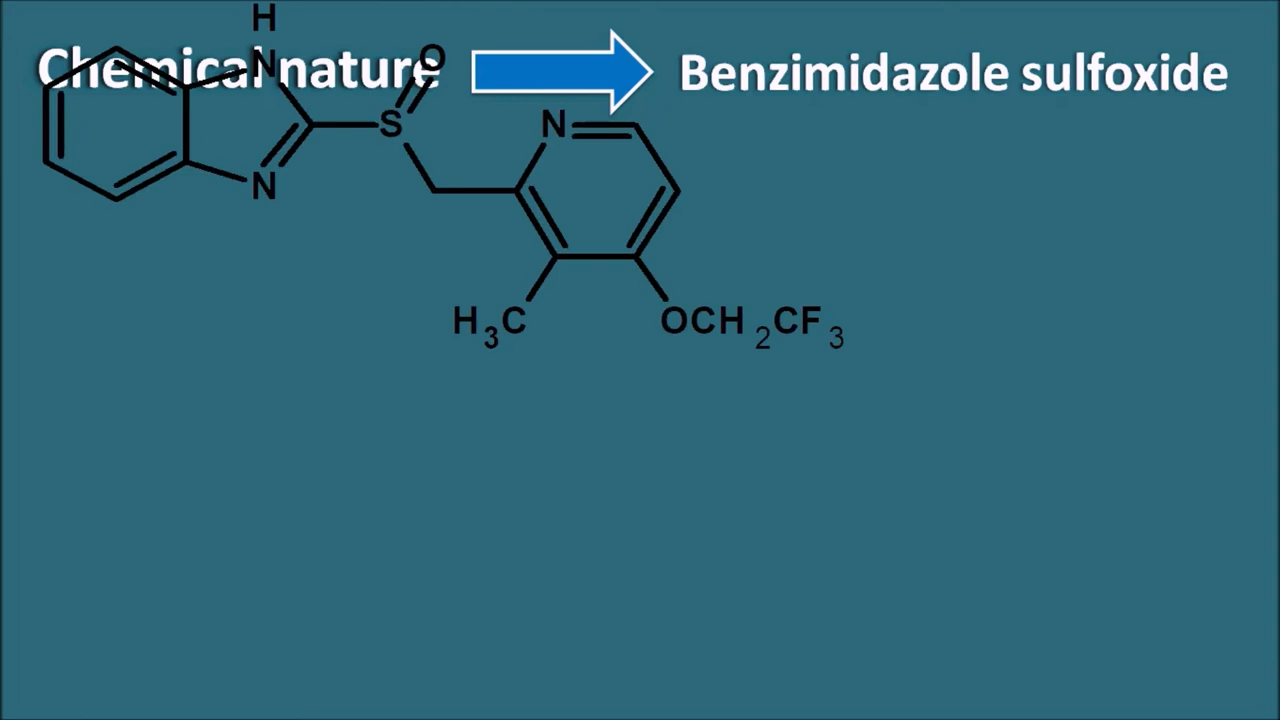 H
Chemical nature Benzimidazole sulfoxide
N O
S N
N
H3C OCH2CF3